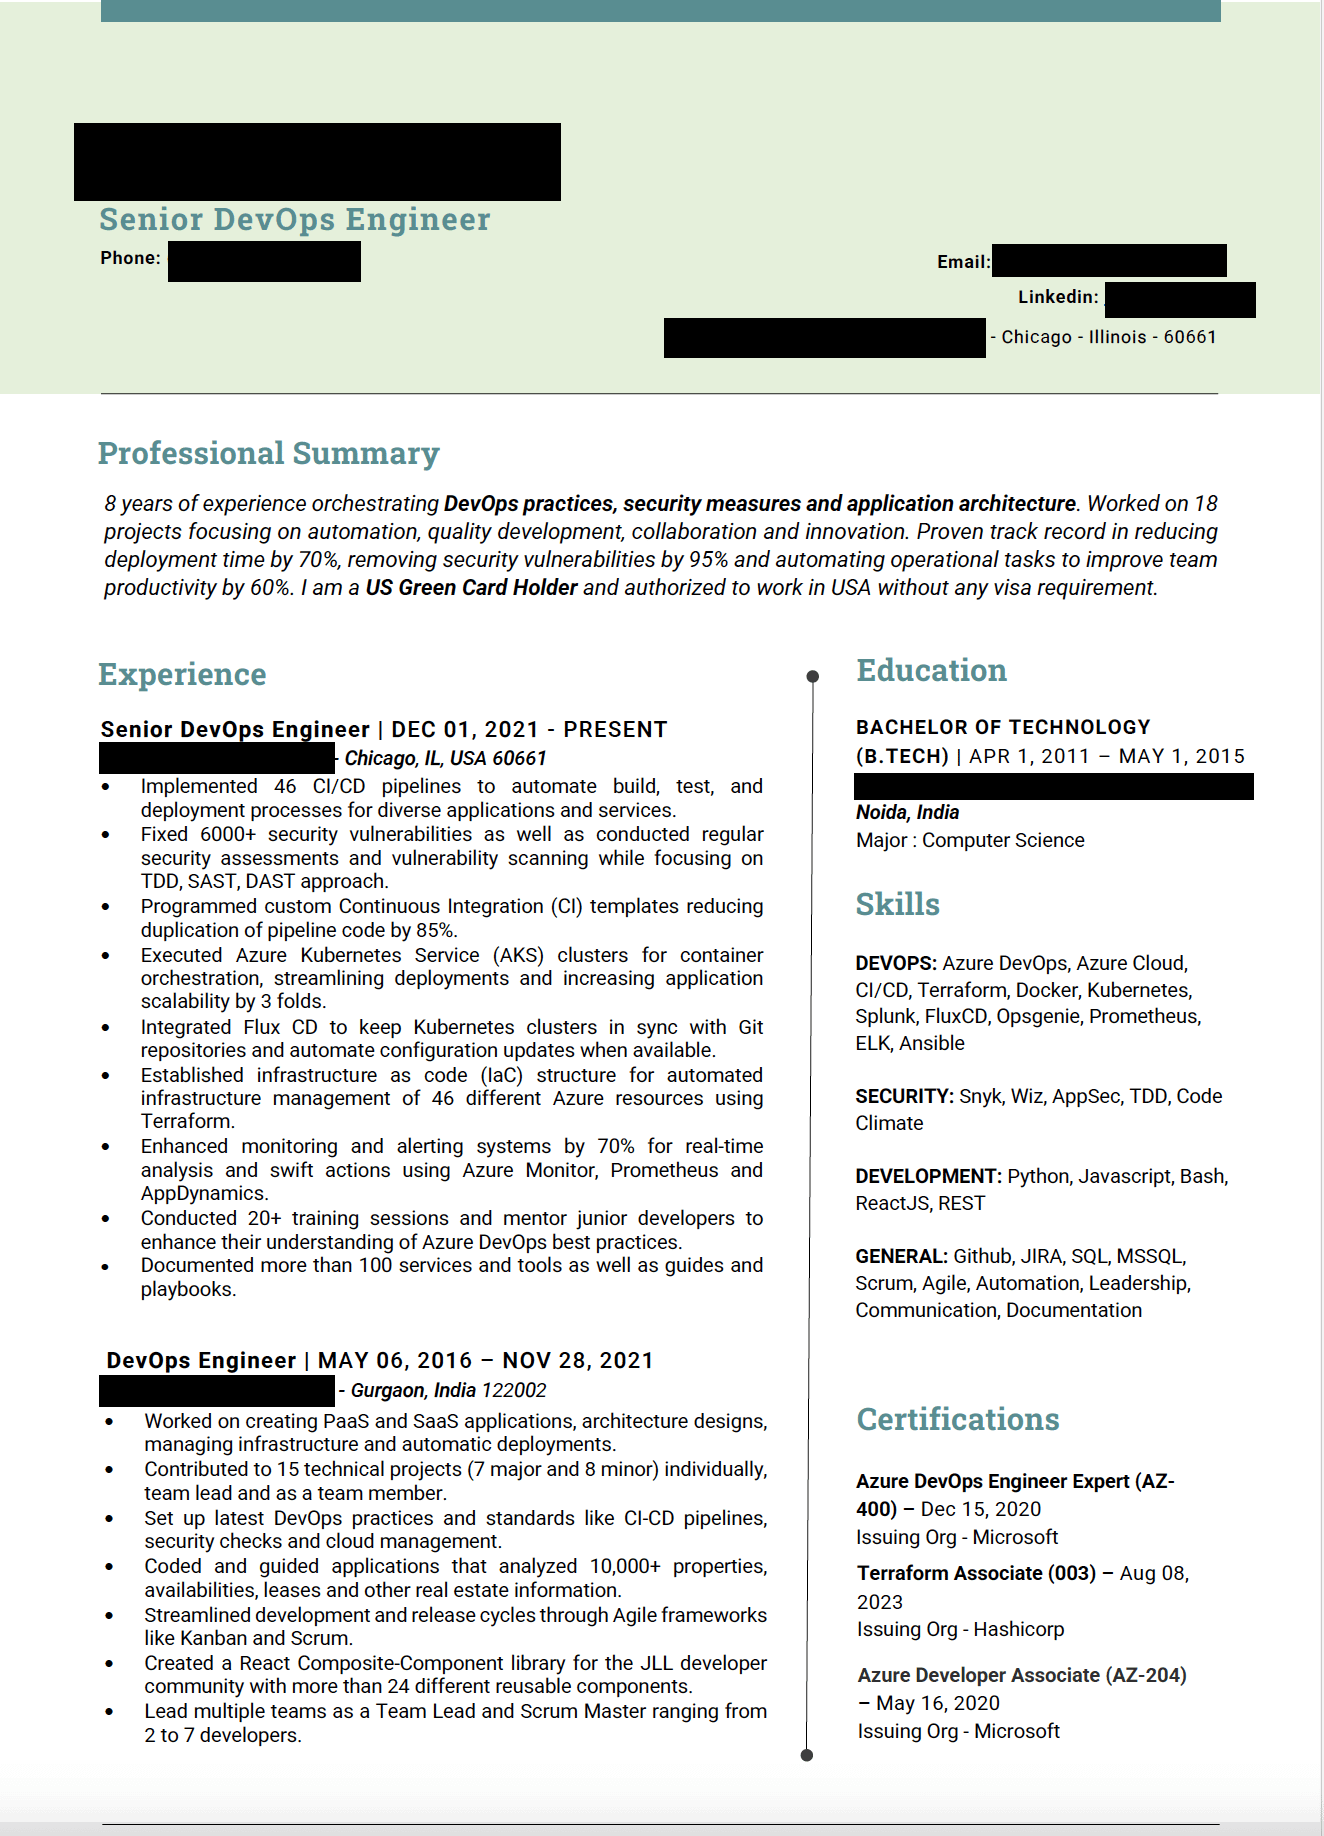 Senior DevOps Engineer
Phone:
Email:
Linkedin:
- Chicago - Illinois - 60661
Professional Summary
8 years of experience orchestrating DevOps practices, security measures and application architecture. Worked on 18
projects focusing on automation, quality development, collaboration and innovation. Proven track record in reducing
deployment time by 70%, removing security vulnerabilities by 95% and automating operational tasks to improve team
productivity by 60%. I am a US Green Card Holder and authorized to work in USA without any visa requirement.
Experience
Senior DevOps Engineer | DEC 01, 2021 - PRESENT
- Chicago, IL, USA 60661
• Implemented 46 CI/CD pipelines to automate build, test, and
deployment processes for diverse applications and services.
• Fixed 6000+ security vulnerabilities as well as conducted regular
security assessments and vulnerability scanning while focusing on
TDD, SAST, DAST approach.
• Programmed custom Continuous Integration (CI) templates reducing
duplication of pipeline code by 85%.
• Executed Azure Kubernetes Service (AKS) clusters for container
orchestration, streamlining deployments and increasing application
scalability by 3 folds.
• Integrated Flux CD to keep Kubernetes clusters in sync with Git
repositories and automate configuration updates when available.
• Established infrastructure as code (IaC) structure for automated
infrastructure management of 46 different Azure resources using
Terraform.
• Enhanced monitoring and alerting systems by 70% for real-time
analysis and swift actions using Azure Monitor, Prometheus and
AppDynamics.
• Conducted 20+ training sessions and mentor junior developers to
enhance their understanding of Azure DevOps best practices.
• Documented more than 100 services and tools as well as guides and
playbooks.
DevOps Engineer | MAY 06, 2016 – NOV 28, 2021
- Gurgaon, India 122002
• Worked on creating PaaS and SaaS applications, architecture designs,
managing infrastructure and automatic deployments.
• Contributed to 15 technical projects (7 major and 8 minor) individually,
team lead and as a team member.
• Set up latest DevOps practices and standards like CI-CD pipelines,
security checks and cloud management.
• Coded and guided applications that analyzed 10,000+ properties,
availabilities, leases and other real estate information.
• Streamlined development and release cycles through Agile frameworks
like Kanban and Scrum.
• Created a React Composite-Component library for the JLL developer
community with more than 24 different reusable components.
• Lead multiple teams as a Team Lead and Scrum Master ranging from
2 to 7 developers.
Education
BACHELOR OF TECHNOLOGY
(B.TECH) | APR 1, 2011 – MAY 1, 2015
Noida, India
Major : Computer Science
Skills
DEVOPS: Azure DevOps, Azure Cloud,
CI/CD, Terraform, Docker, Kubernetes,
Splunk, FluxCD, Opsgenie, Prometheus,
ELK, Ansible
SECURITY: Snyk, Wiz, AppSec, TDD, Code
Climate
DEVELOPMENT: Python, Javascript, Bash,
ReactJS, REST
GENERAL: Github, JIRA, SQL, MSSQL,
Scrum, Agile, Automation, Leadership,
Communication, Documentation
Certifications
Azure DevOps Engineer Expert (AZ-
400) – Dec 15, 2020
Issuing Org - Microsoft
Terraform Associate (003) – Aug 08,
2023
Issuing Org - Hashicorp
Azure Developer Associate (AZ-204)
– May 16, 2020
Issuing Org - Microsoft